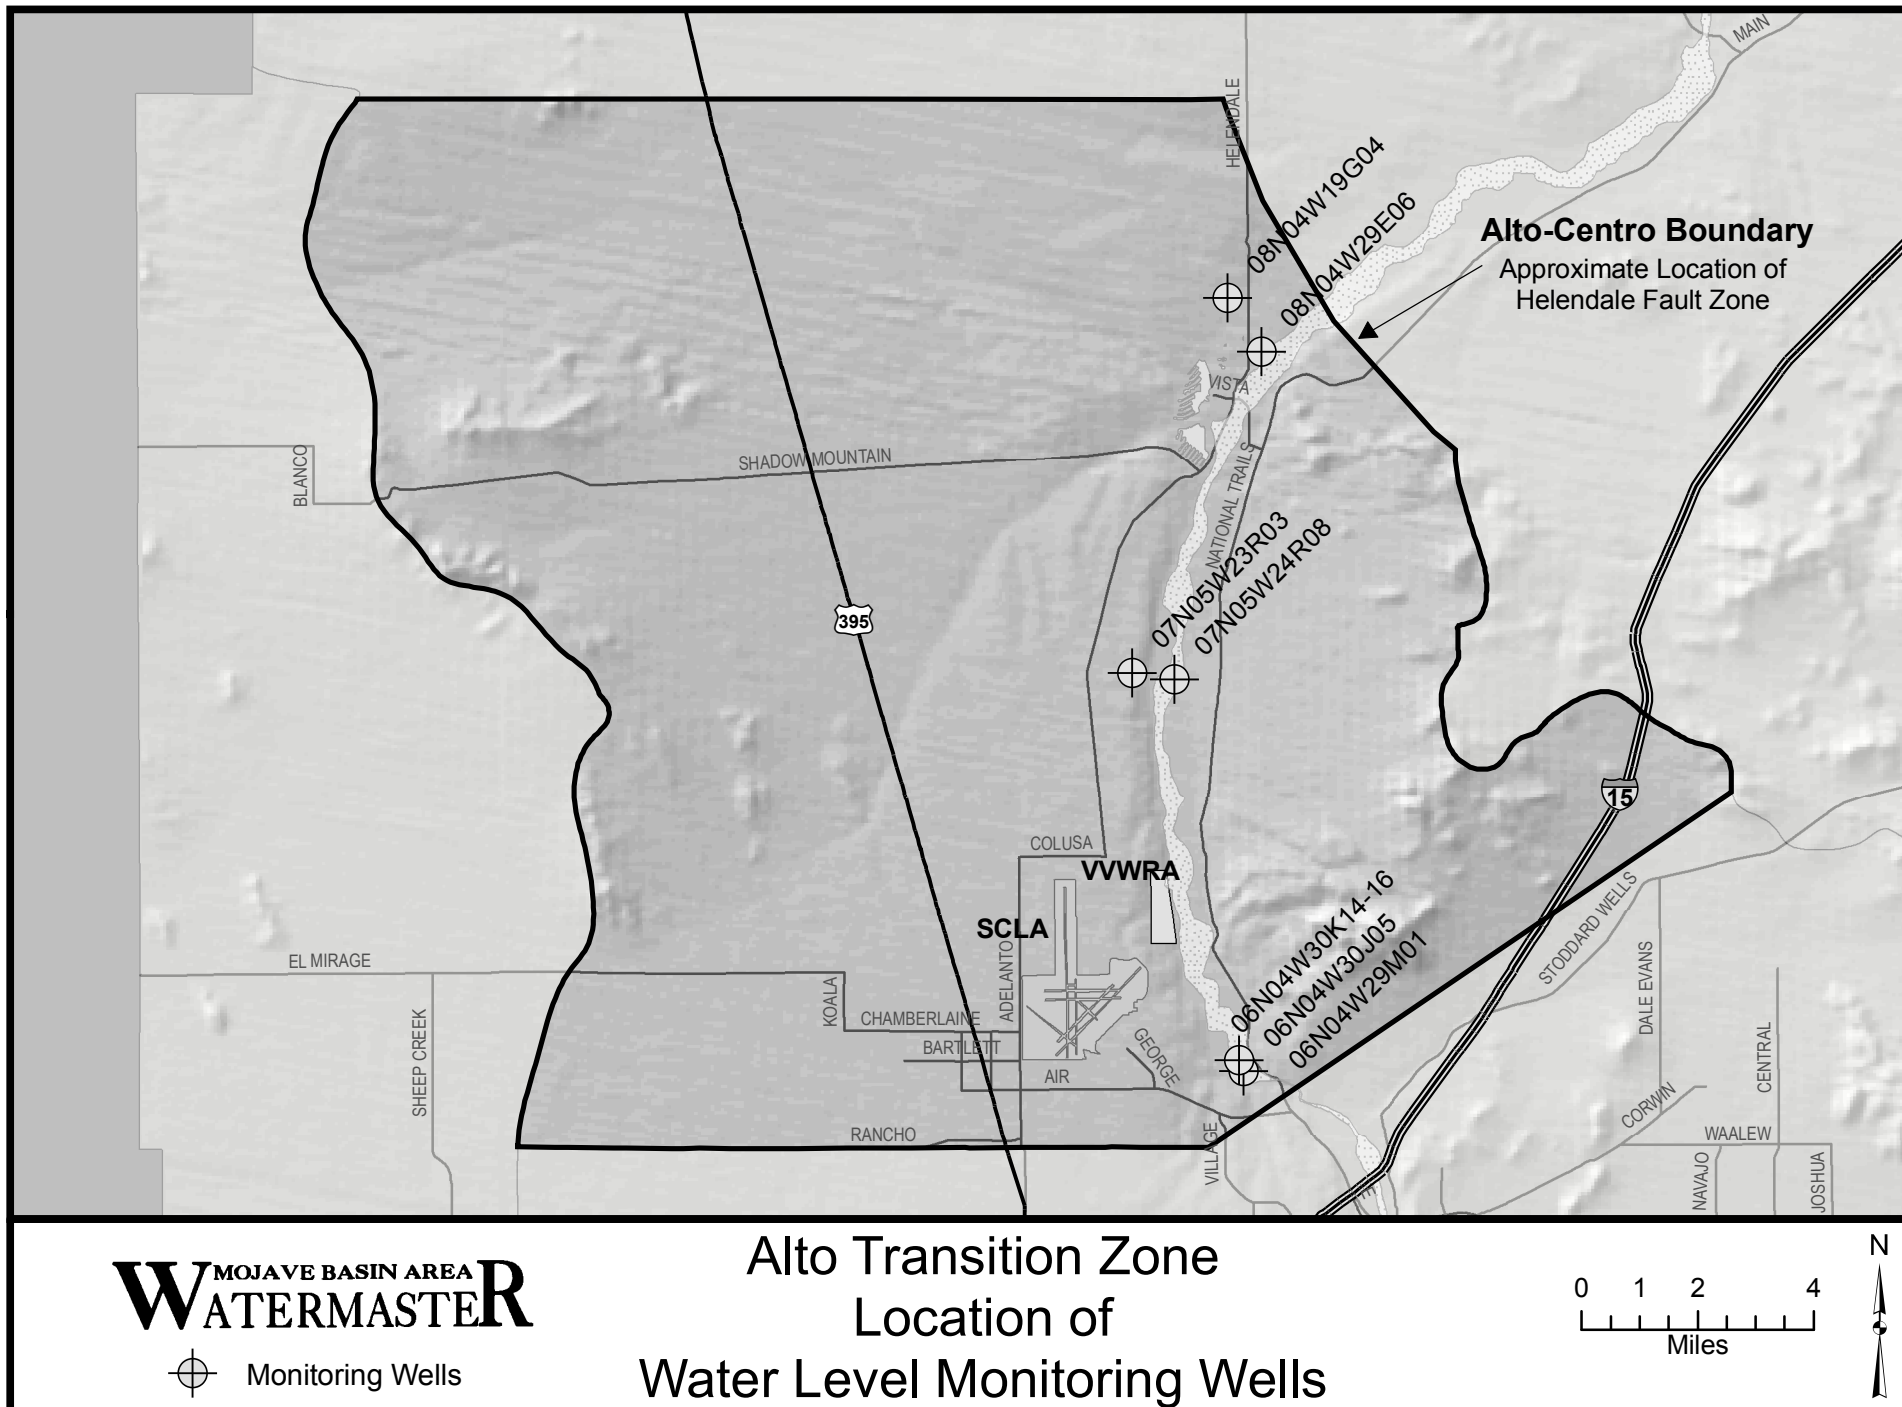 MAIN
HELENDALE
08N04W19G04
08N04W29E06
Alto-Centro Boundary
Approximate Location of
Helendale Fault Zone
VISTA
BLANCO
SHADOW MOUNTAIN
NATIONAL TRAILS
07N05W23R03
07N05W24R08
395
15
COLUSA
VVWRA
SCLA
06N04W30K14-16
06N04W30J05
06N04W29M01
STODDARD WELLS
EL MIRAGE
KOALA
ADELANTO
CHAMBERLAINE
BARTLETT
AIR
GEORGE
SHEEP CREEK
DALE EVANS
CENTRAL
CORWIN
RANCHO
VILLAGE
WAALEW
NAVAJO
JOSHUA
MOJAVE BASIN AREA
WATERMASTER
Monitoring Wells
Alto Transition Zone
Location of
Water Level Monitoring Wells
0 1 2 4
Miles
N